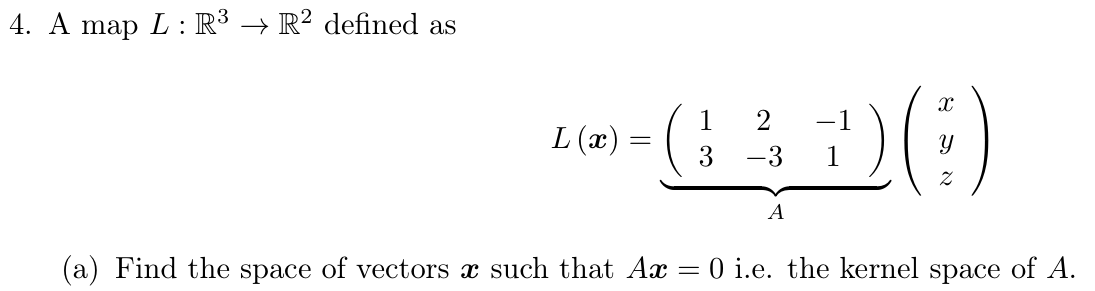 4. A map L : ℝ³ → ℝ² defined as
L (𝒙) = ( 1 2 −1 ) ( x )
( 3 −3 1 ) ( y )
( z )
A
(a) Find the space of vectors 𝒙 such that A𝒙 = 0 i.e. the kernel space of A.